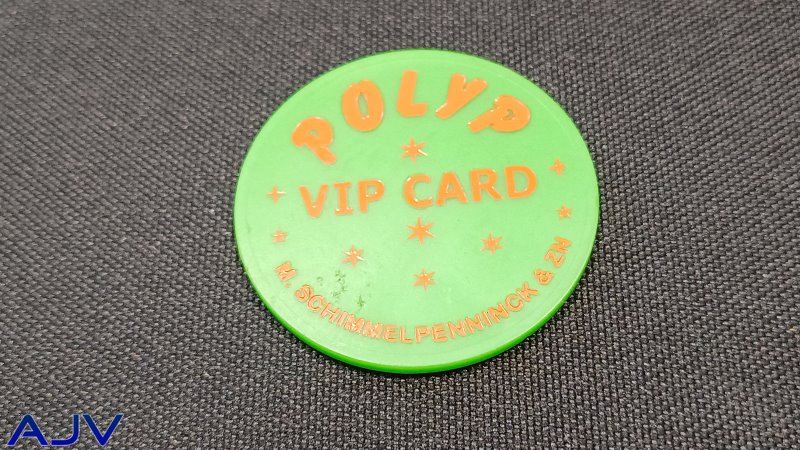 POLYP
VIP CARD
M. SCHIMMELPENNINCK & ZN
AJV